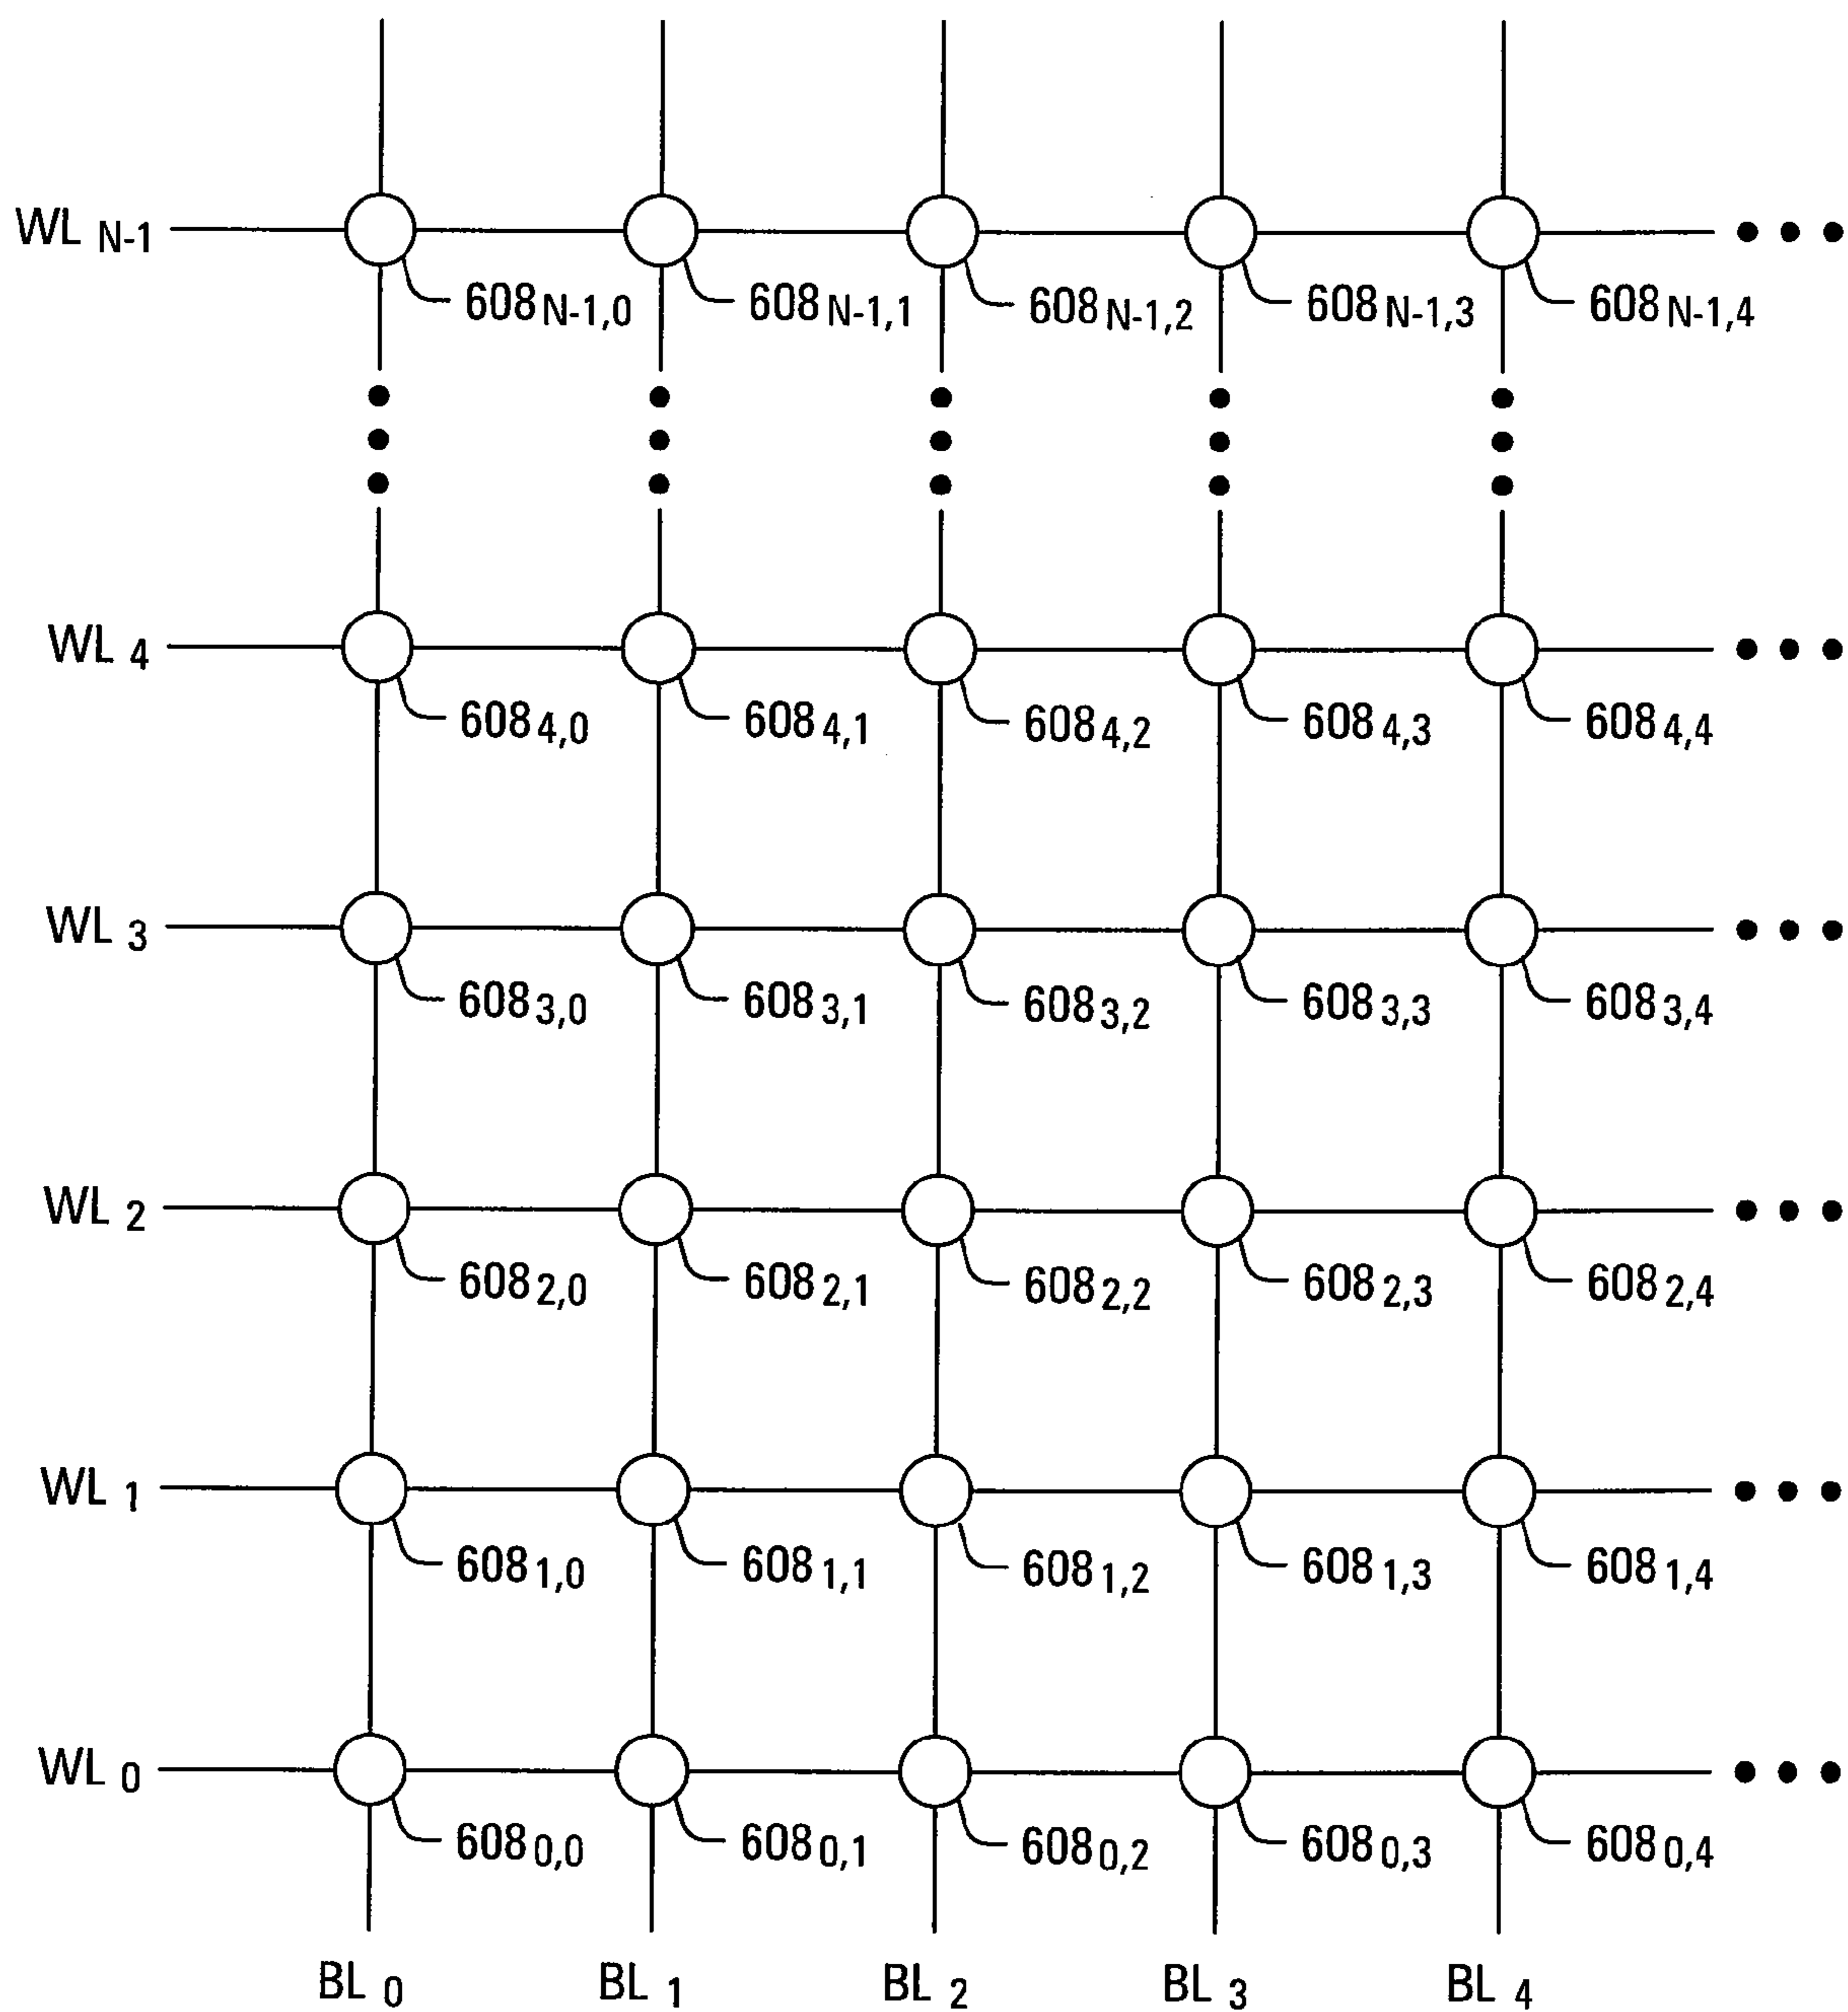 WL N-1
608 N-1,0 608 N-1,1 608 N-1,2 608 N-1,3 608 N-1,4
WL 4
608 4,0 608 4,1 608 4,2 608 4,3 608 4,4
WL 3
608 3,0 608 3,1 608 3,2 608 3,3 608 3,4
WL 2
608 2,0 608 2,1 608 2,2 608 2,3 608 2,4
WL 1
608 1,0 608 1,1 608 1,2 608 1,3 608 1,4
WL 0
608 0,0 608 0,1 608 0,2 608 0,3 608 0,4
BL 0 BL 1 BL 2 BL 3 BL 4